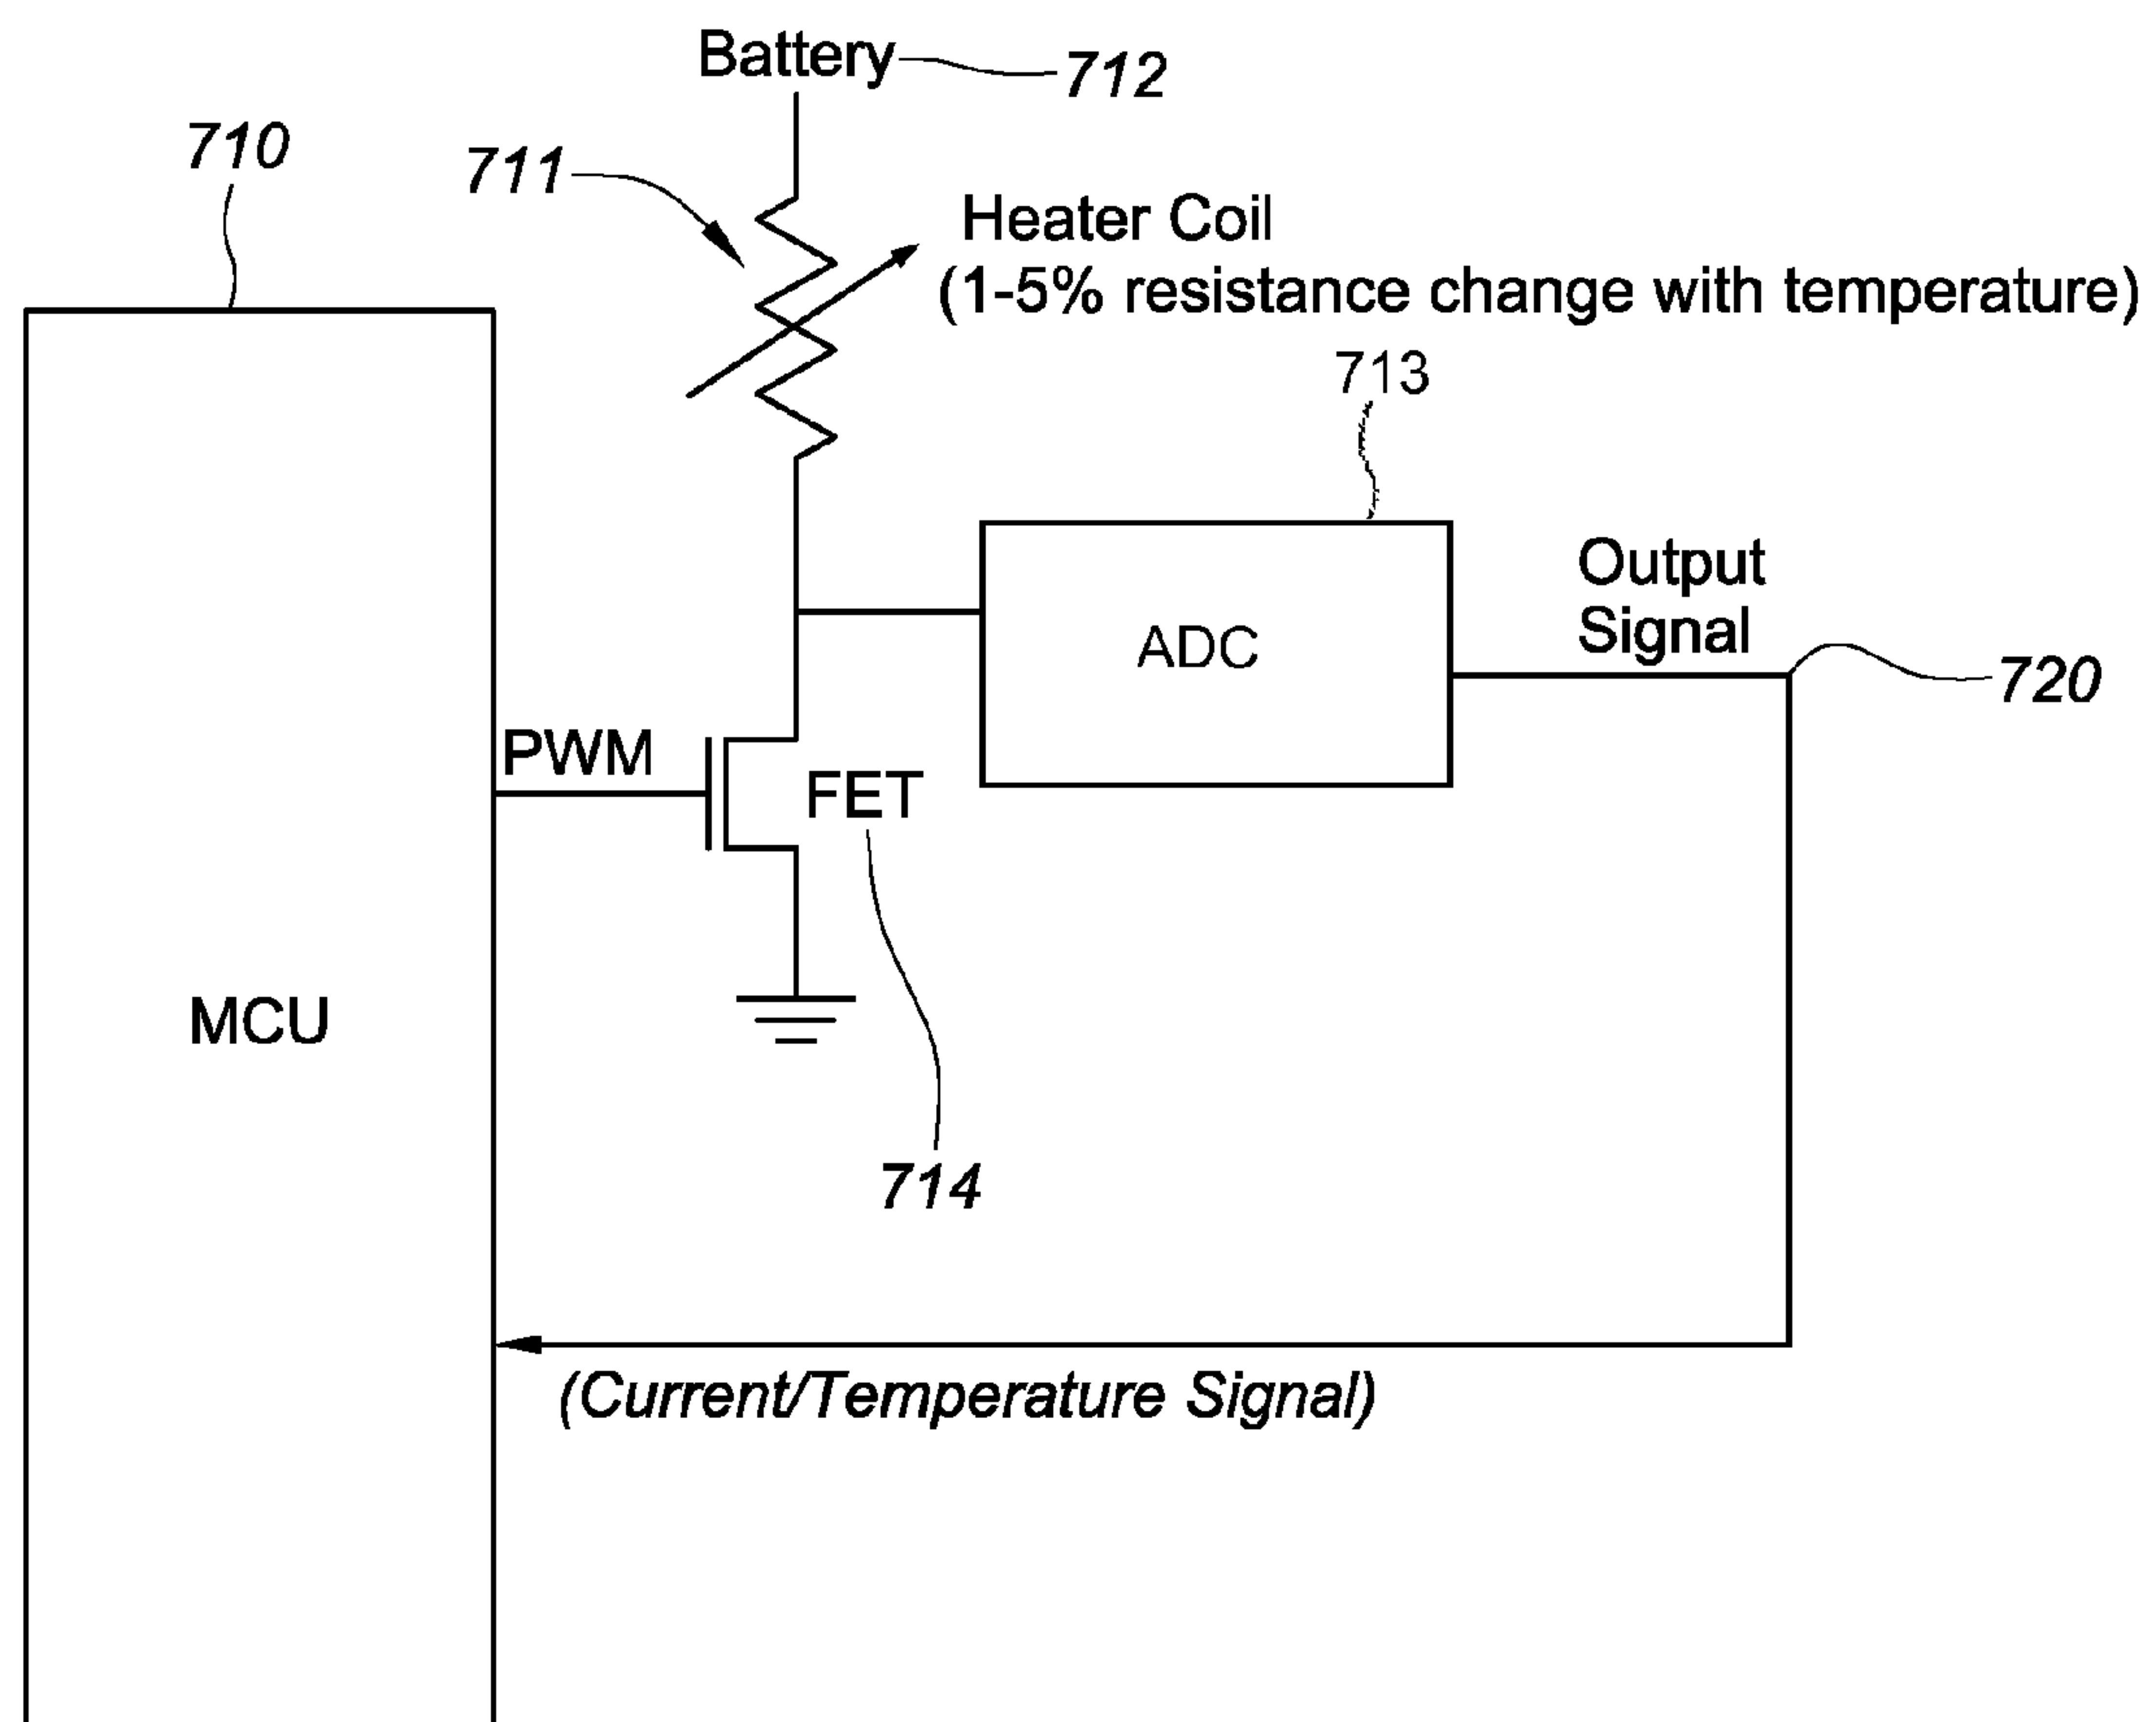 Battery 712
710
711
Heater Coil
(1-5% resistance change with temperature)
713
Output
Signal
ADC
720
PWM
FET
MCU
714
(Current/Temperature Signal)